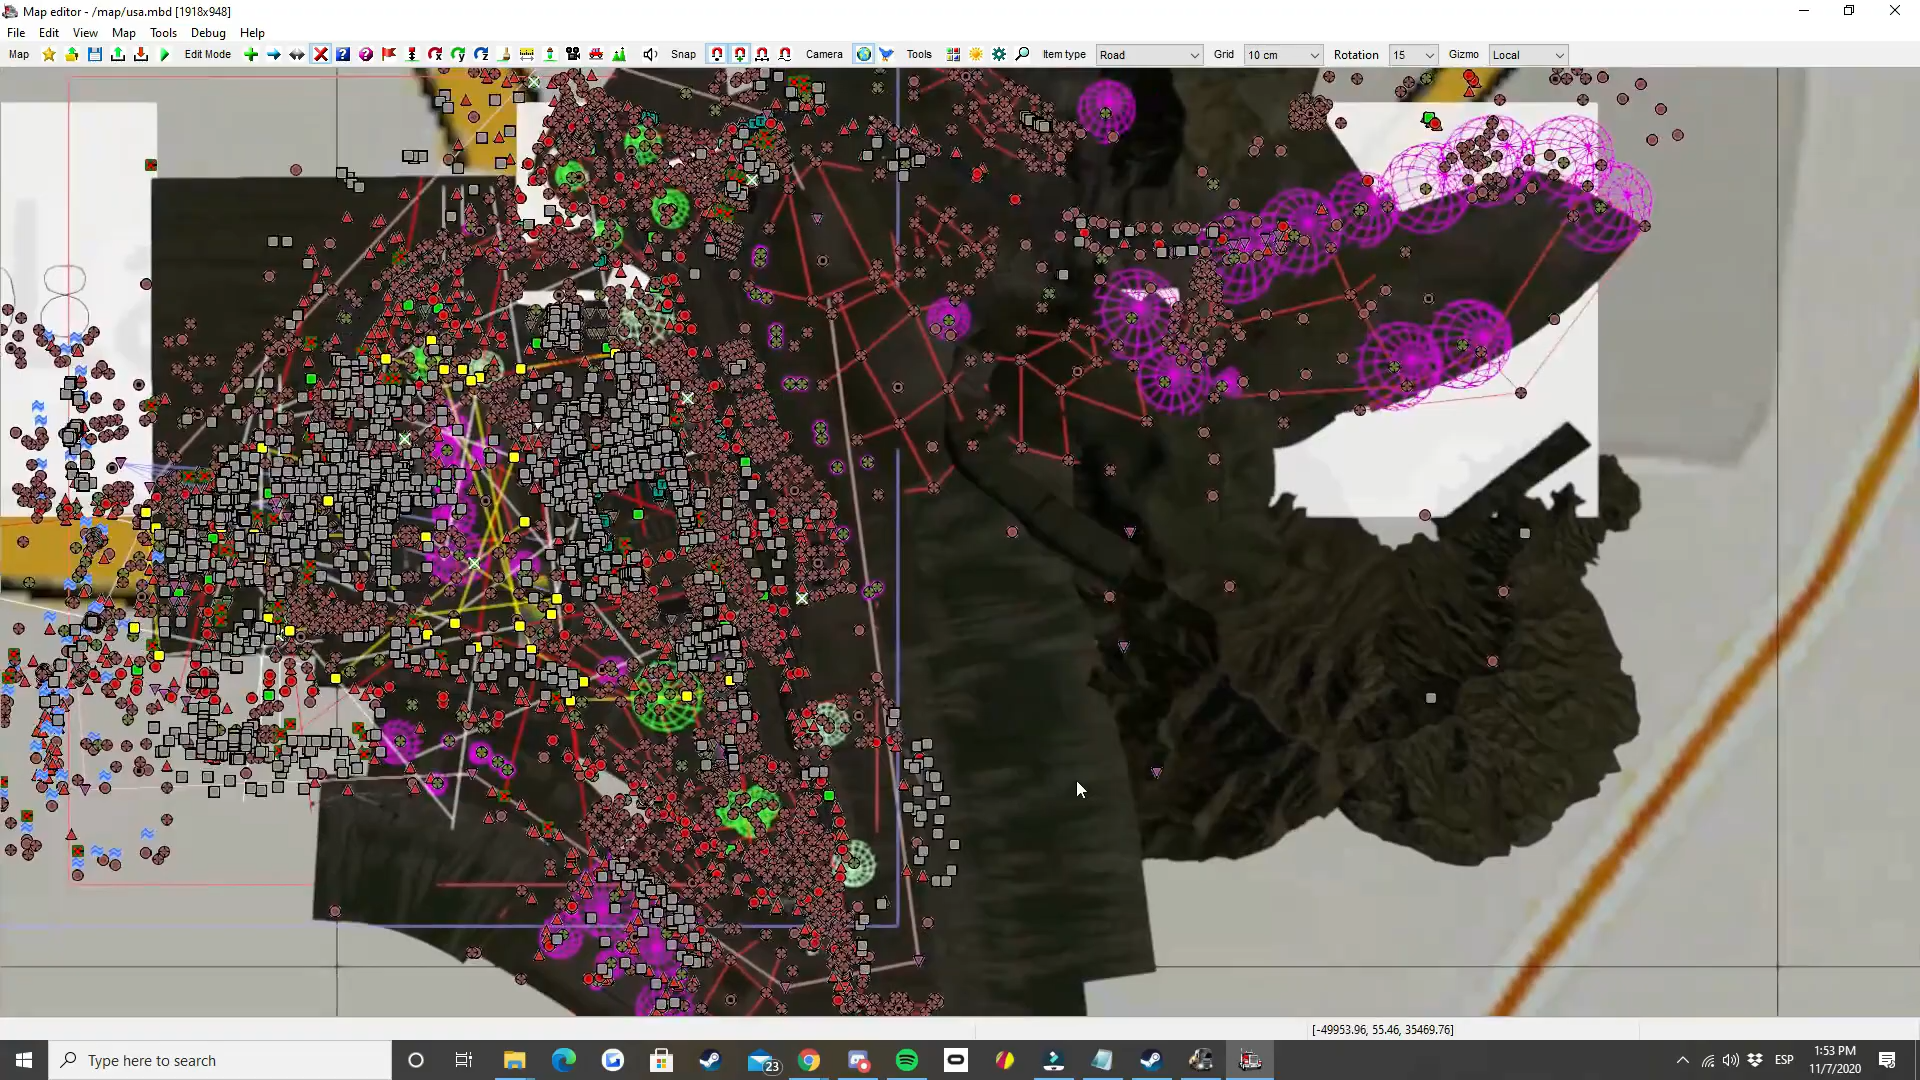 Map editor - /map/usa.mbd [1918x948]
File Edit View Map Tools Debug Help
Map Edit Mode Snap Camera Tools Item type Road Grid 10 cm Rotation 15 Gizmo Local
[-49953.96, 55.46, 35469.76]
Type here to search
23
ESP
1:53 PM
11/7/2020